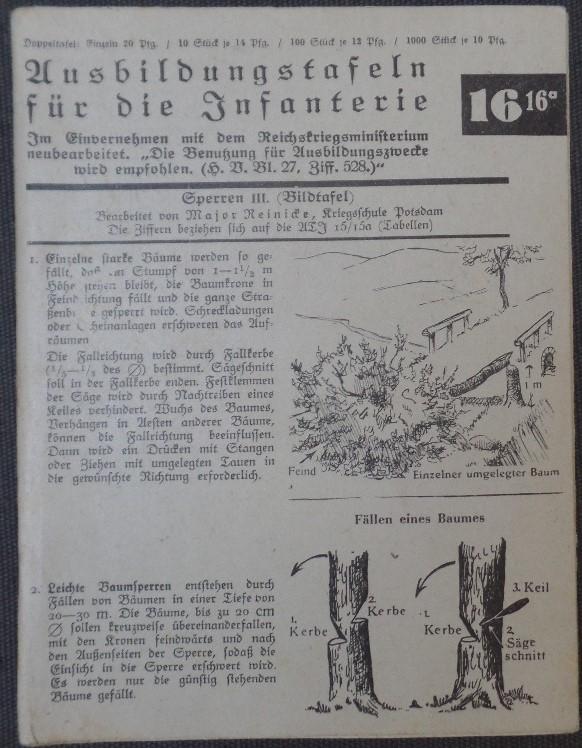 Doppeltafel: Einzeln 20 Pfg. / 10 Stück je 14 Pfg. / 100 Stück je 12 Pfg. / 1000 Stück je 10 Pfg.
Ausbildungstafeln
für die Infanterie
16 16a
Im Einvernehmen mit dem Reichskriegsministerium
neubearbeitet. „Die Benutzung für Ausbildungszwecke
wird empfohlen. (H. V. Bl. 27, Ziff. 528.)“
Sperren III. (Bildtafel)
Bearbeitet von Major Reinicke, Kriegsschule Potsdam
Die Ziffern beziehen sich auf die ATJ 15/15a (Tabellen)
1. Einzelne starke Bäume werden so ge-
fällt, Stumpf von 1—1½ m
Höhe bleibt, die Baumkrone in
fällt und die ganze Stra-
gesperrt wird. Schreckladungen
oder erschweren das Auf-
räumen
Die Fallrichtung wird durch Fallkerbe
des Ø) bestimmt. Sägeschnitt
soll in der Fallkerbe enden. Festklemmen
der Säge wird durch Nachtreiben eines
Keiles verhindert. Wuchs des Baumes,
Verhängen in Aesten anderer Bäume,
können die Fallrichtung beeinflussen.
Dann wird ein Drücken mit Stangen
oder Ziehen mit umgelegten Tauen in
die gewünschte Richtung erforderlich.
1 m
Feind
Einzelner umgelegter Baum
Fällen eines Baumes
2. Leichte Baumsperren entstehen durch
Fällen von Bäumen in einer Tiefe von
20—30 m. Die Bäume, bis zu 20 cm
Ø sollen kreuzweise übereinanderfallen,
mit den Kronen feindwärts und nach
den Außenseiten der Sperre, sodaß die
Einsicht in die Sperre erschwert wird.
Es werden nur die günstig stehenden
Bäume gefällt.
1.
Kerbe
2.
Kerbe
1.
Kerbe
3. Keil
2.
Säge
schnitt